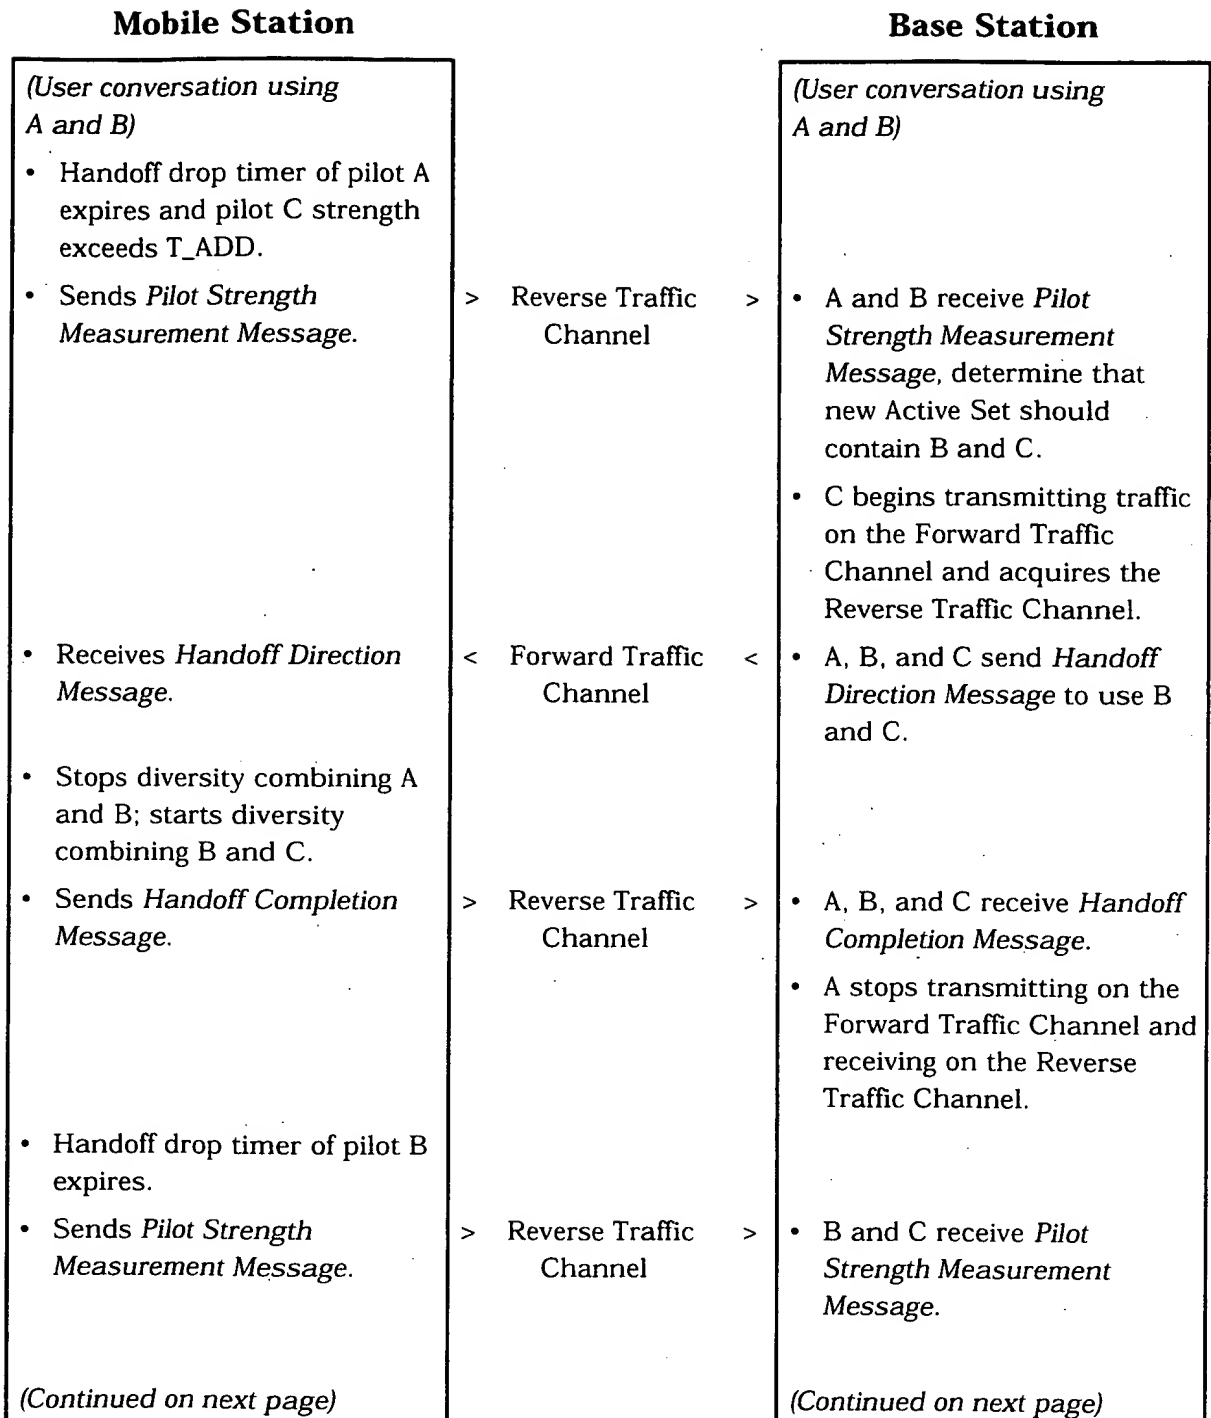 Mobile Station
Base Station
(User conversation using
A and B)
(User conversation using
A and B)
• Handoff drop timer of pilot A
expires and pilot C strength
exceeds T_ADD.
• Sends Pilot Strength
Measurement Message.
> Reverse Traffic >
Channel
• A and B receive Pilot
Strength Measurement
Message, determine that
new Active Set should
contain B and C.
• C begins transmitting traffic
on the Forward Traffic
Channel and acquires the
Reverse Traffic Channel.
• Receives Handoff Direction
Message.
< Forward Traffic <
Channel
• A, B, and C send Handoff
Direction Message to use B
and C.
• Stops diversity combining A
and B; starts diversity
combining B and C.
• Sends Handoff Completion
Message.
> Reverse Traffic >
Channel
• A, B, and C receive Handoff
Completion Message.
• A stops transmitting on the
Forward Traffic Channel and
receiving on the Reverse
Traffic Channel.
• Handoff drop timer of pilot B
expires.
• Sends Pilot Strength
Measurement Message.
> Reverse Traffic >
Channel
• B and C receive Pilot
Strength Measurement
Message.
(Continued on next page)
(Continued on next page)